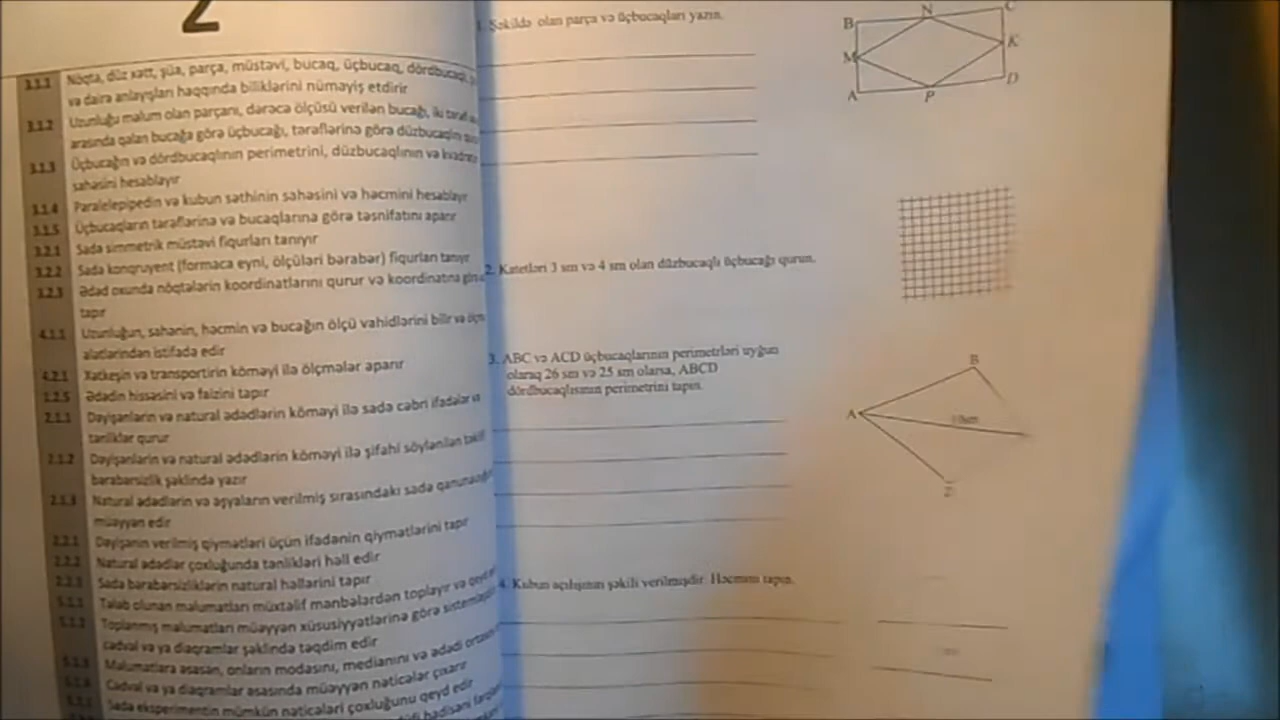 2
3.1.1 Nöqtə, düz xətt, şüa, parça, müstəvi, bucaq, üçbucaq, dördbucaqlı,
və dairə anlayışları haqqında biliklərini nümayiş etdirir
3.1.2 Uzunluğu məlum olan parçanı, dərəcə ölçüsü verilən bucağı, iki tərəfi
arasında qalan bucağa görə üçbucağı, tərəflərinə görə düzbucaqlını
3.1.3 Üçbucağın və dördbucaqlının perimetrini, düzbucaqlının və kvadratın
sahəsini hesablayır
3.1.4 Paralelepipedin və kubun səthinin sahəsini və həcmini hesablayır
3.1.5 Üçbucaqların tərəflərinə və bucaqlarına görə təsnifatını aparır
3.2.1 Sadə simmetrik müstəvi fiqurları tanıyır
3.2.2 Sadə konqruyent (formaca eyni, ölçüləri bərabər) fiqurları tanıyır
3.2.3 Ədəd oxunda nöqtələrin koordinatlarını qurur və koordinatına görə
tapır
4.1.1 Uzunluğun, sahənin, həcmin və bucağın ölçü vahidlərini bilir və ölçü
alətlərindən istifadə edir
4.2.1 Xətkeşin və transportirin köməyi ilə ölçmələr aparır
1.2.5 Ədədin hissəsini və faizini tapır
2.1.1 Dəyişənlərin və natural ədədlərin köməyi ilə sadə cəbri ifadələr və
tənliklər qurur
2.1.2 Dəyişənlərin və natural ədədlərin köməyi ilə şifahi söylənilən təklifi
bərabərsizlik şəklində yazır
2.1.3 Natural ədədlərin və əşyaların verilmiş sırasındakı sadə qanunauyğunluğu
müəyyən edir
2.2.1 Dəyişənin verilmiş qiymətləri üçün ifadənin qiymətlərini tapır
2.2.2 Natural ədədlər çoxluğunda tənlikləri həll edir
2.2.3 Sadə bərabərsizliklərin natural həllərini tapır
5.1.1 Tələb olunan məlumatları müxtəlif mənbələrdən toplayır və qeyd
5.1.2 Toplanmış məlumatları müəyyən xüsusiyyətlərinə görə sistemləşdirir
cədvəl və ya diaqramlar şəklində təqdim edir
5.1.3 Məlumatlara əsasən, onların modasını, medianını və ədədi ortasını
5.1.4 Cədvəl və ya diaqramlar əsasında müəyyən nəticələr çıxarır
Sadə eksperimentin mümkün nəticələri çoxluğunu qeyd edir
hadisəni
1. Şəkildə olan parça və üçbucaqları yazın.
B N C
M K
A P D
2. Katetləri 3 sm və 4 sm olan düzbucaqlı üçbucağı qurun.
3. ABC və ACD üçbucaqlarının perimetrləri uyğun
olaraq 26 sm və 25 sm olarsa, ABCD
dördbucaqlısının perimetrini tapın.
B
A
10sm
D
4. Kubun açılışının şəkili verilmişdir. Həcmini tapın.